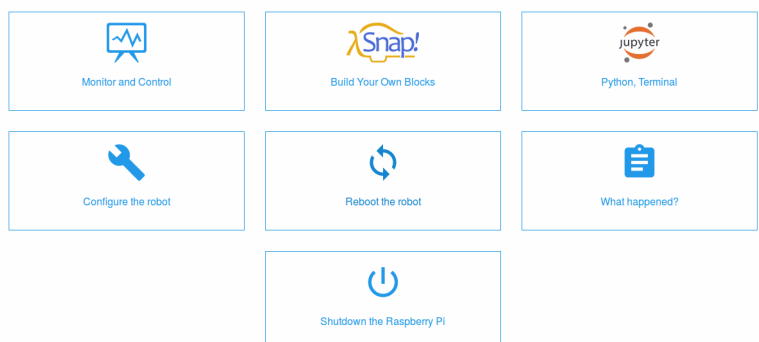 λSnap!
Jupyter
Monitor and Control
Build Your Own Blocks
Python, Terminal
Configure the robot
Reboot the robot
What happened?
Shutdown the Raspberry Pi